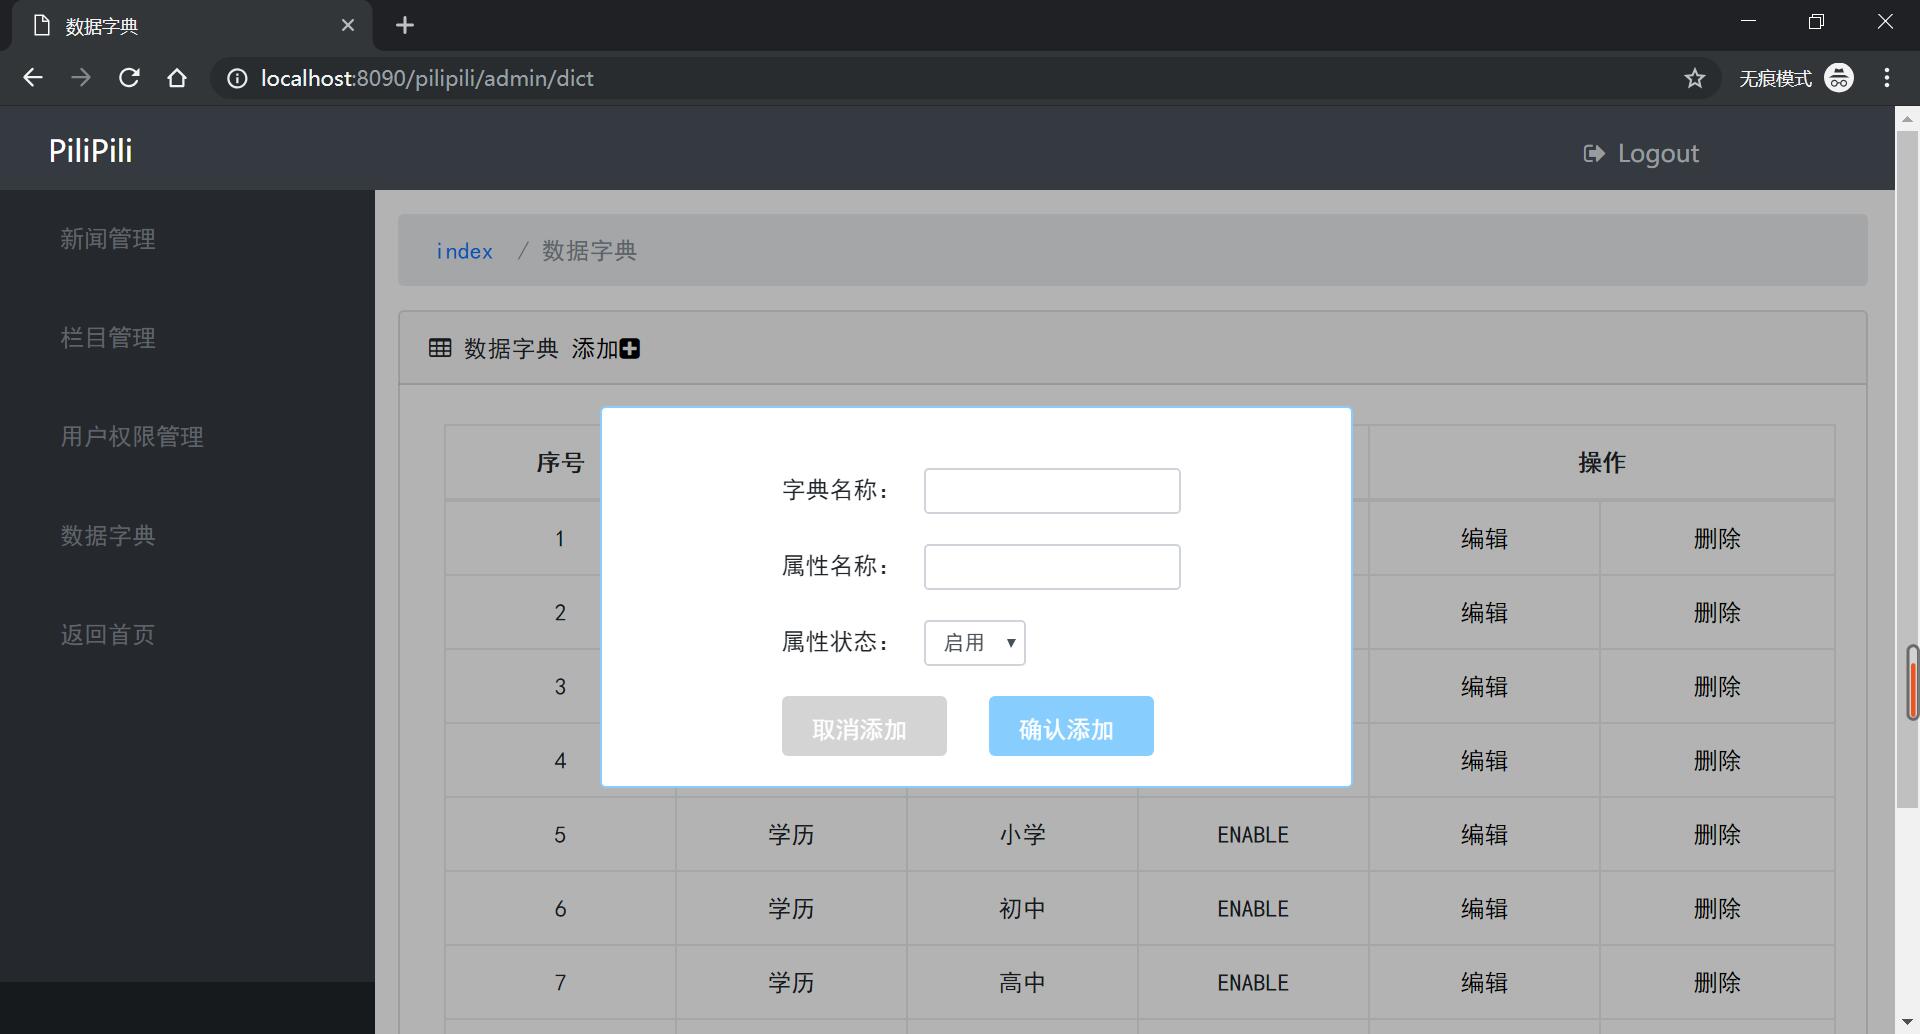 数据字典
localhost:8090/pilipili/admin/dict
无痕模式
PiliPili
Logout
新闻管理
栏目管理
用户权限管理
数据字典
返回首页
index / 数据字典
数据字典 添加
序号 操作
1 编辑 删除
2 编辑 删除
3 编辑 删除
4 编辑 删除
5 学历 小学 ENABLE 编辑 删除
6 学历 初中 ENABLE 编辑 删除
7 学历 高中 ENABLE 编辑 删除
字典名称：
属性名称：
属性状态： 启用
取消添加 确认添加